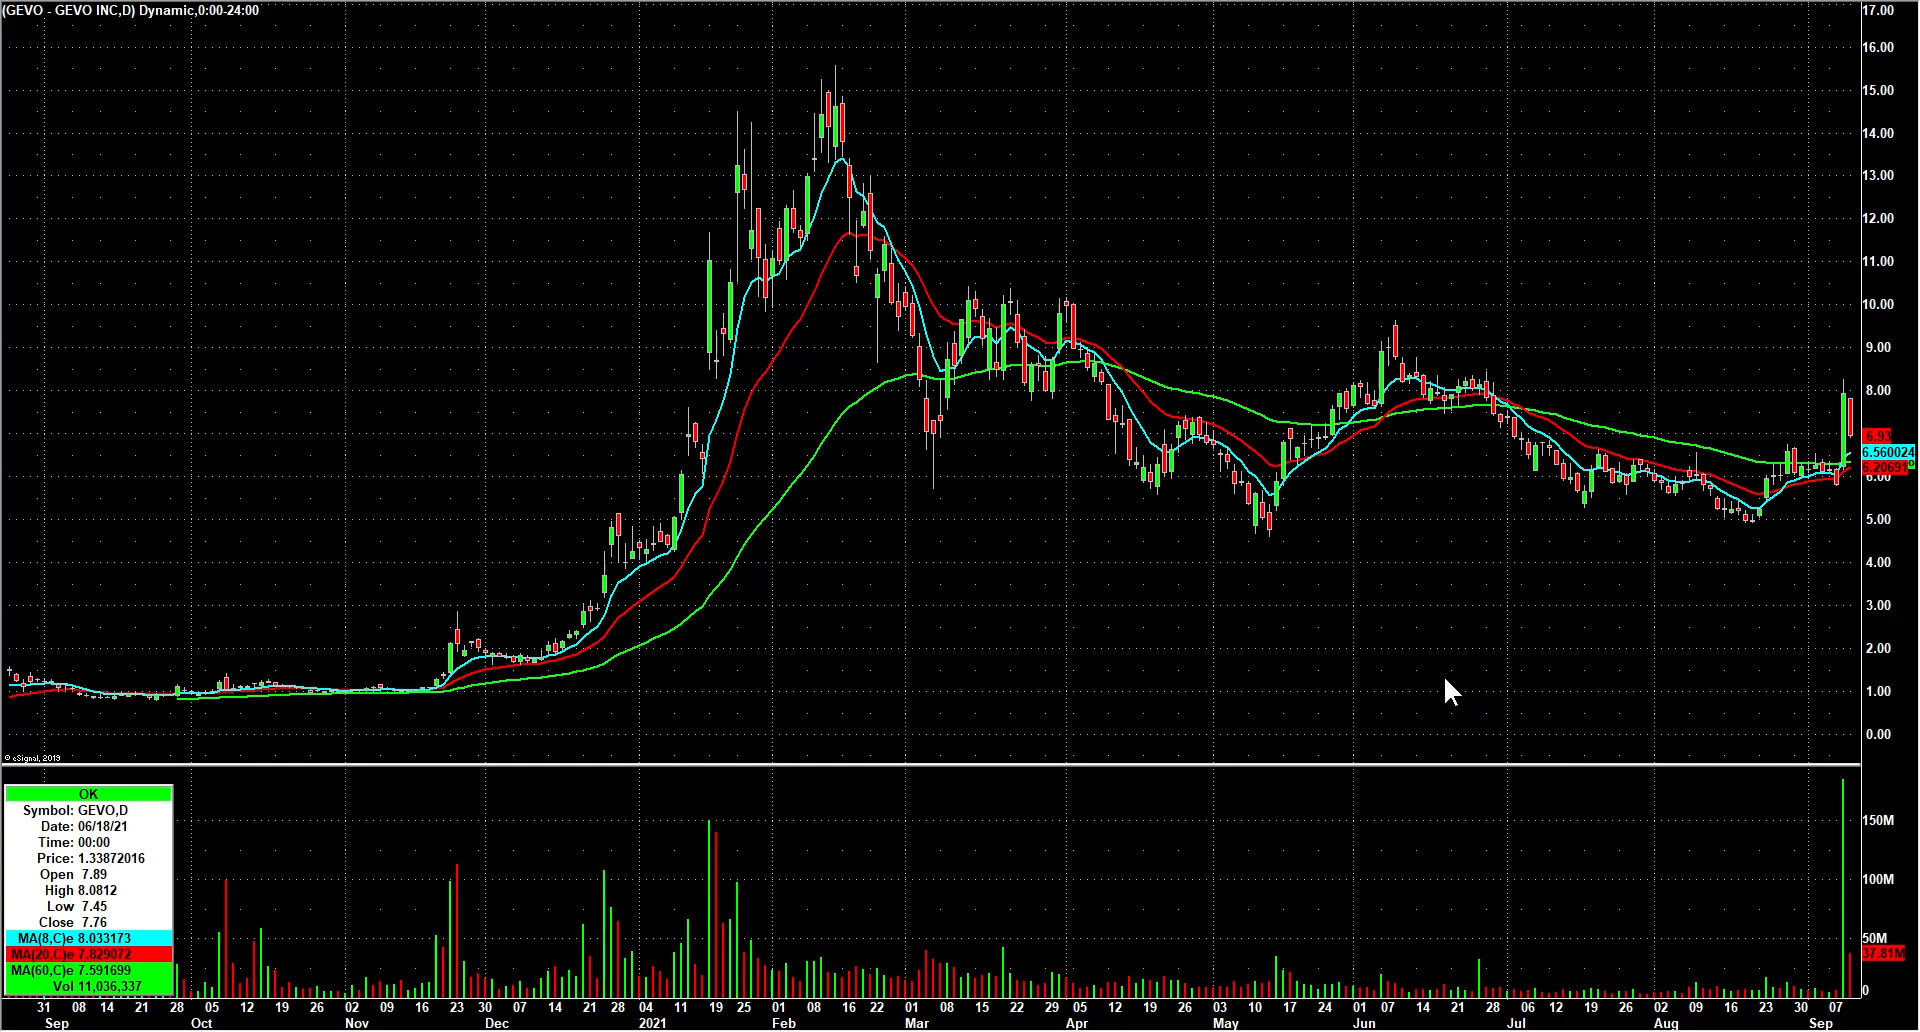 (GEVO - GEVO INC,D) Dynamic,0:00-24:00
17.00
16.00
15.00
14.00
13.00
12.00
11.00
10.00
9.00
8.00
6.93
6.560024
6.20691
6.00
5.00
4.00
3.00
2.00
1.00
0.00
© eSignal, 2019
OK
Symbol: GEVO,D
Date: 06/18/21
Time: 00:00
Price: 1.33872016
Open 7.89
High 8.0812
Low 7.45
Close 7.76
MA(8,C)e 8.033173
MA(20,C)e 7.829072
MA(60,C)e 7.591699
Vol 11,036,337
150M
100M
50M
37.81M
0
31 08 14 21 28 05 12 19 26 02 09 16 23 30 07 14 21 28 04 11 19 25 01 08 16 22 01 08 15 22 29 05 12 19 26 03 10 17 24 01 07 14 21 28 06 12 19 26 02 09 16 23 30 07
Sep Oct Nov Dec 2021 Feb Mar Apr May Jun Jul Aug Sep